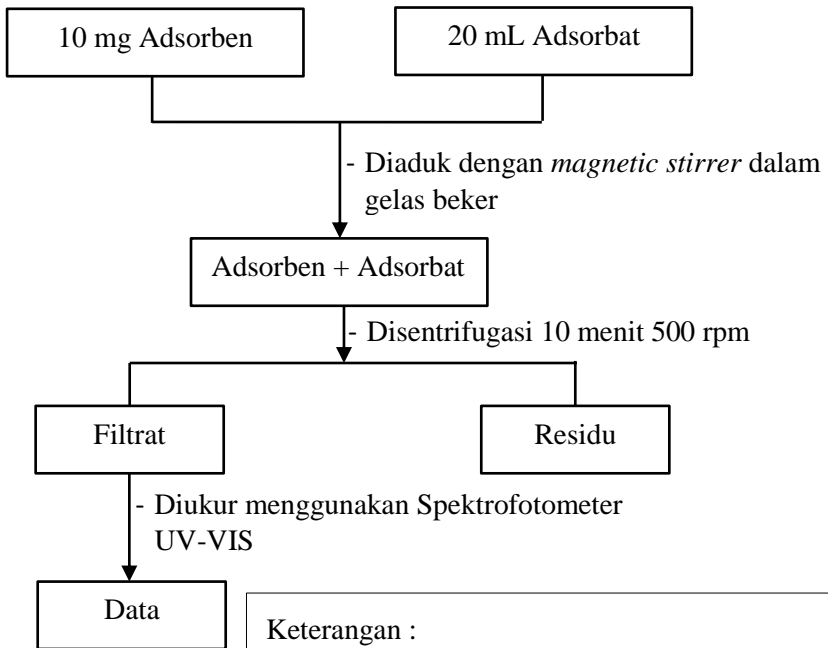 10 mg Adsorben
20 mL Adsorbat
- Diaduk dengan magnetic stirrer dalam
gelas beker
Adsorben + Adsorbat
- Disentrifugasi 10 menit 500 rpm
Filtrat
Residu
- Diukur menggunakan Spektrofotometer
UV-VIS
Data
Keterangan :